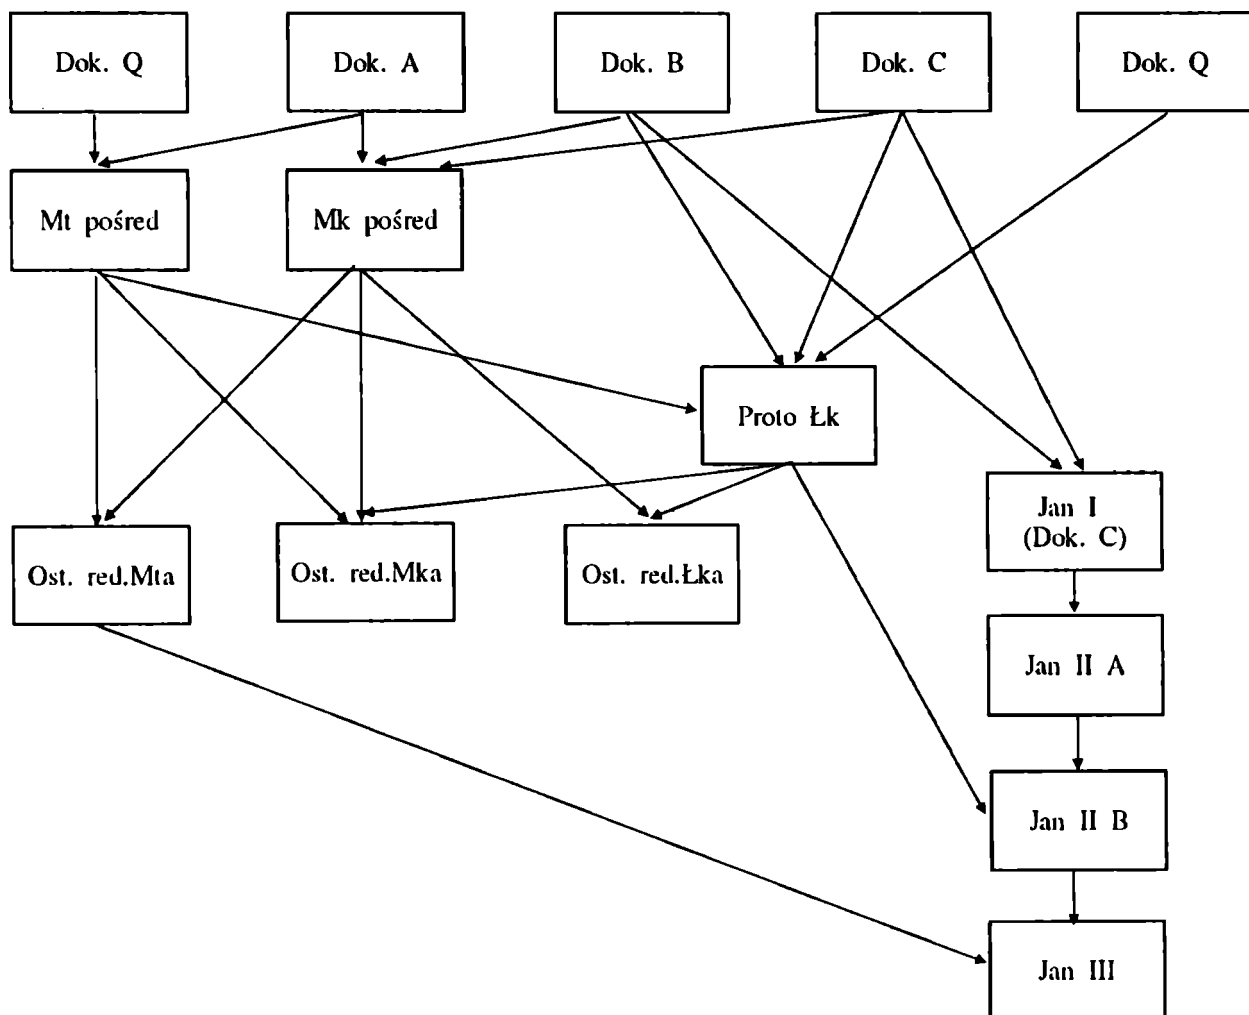 Dok. Q
Dok. A
Dok. B
Dok. C
Dok. Q
Mt pośred
Mk pośred
Proto Łk
Ost. red.Mta
Ost. red.Mka
Ost. red.Łka
Jan I
(Dok. C)
Jan II A
Jan II B
Jan III